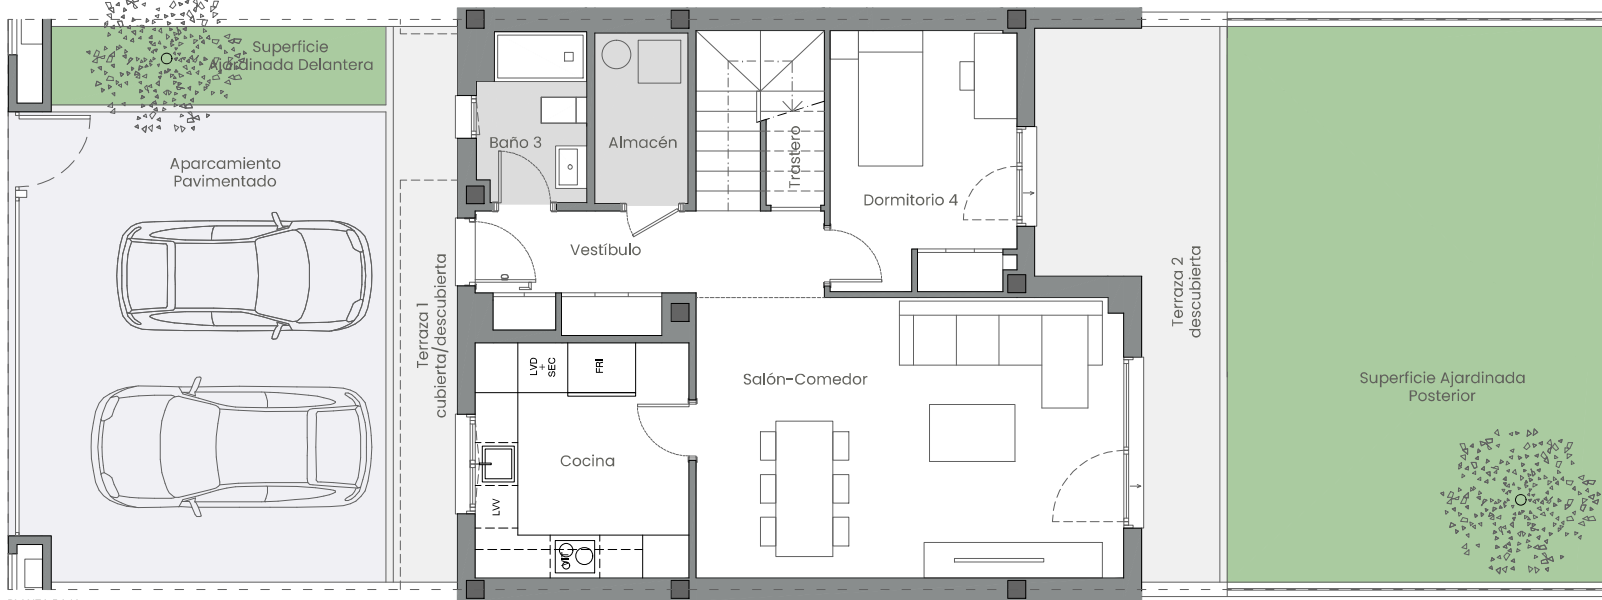 Superficie
Ajardinada Delantera
Aparcamiento
Pavimentado
Terraza 1
cubierta/descubierta
Baño 3
Almacén
Trastero
Dormitorio 4
Vestíbulo
LVD
+
SEC
FRI
Salón-Comedor
Cocina
LVV
Terraza 2
descubierta
Superficie Ajardinada
Posterior